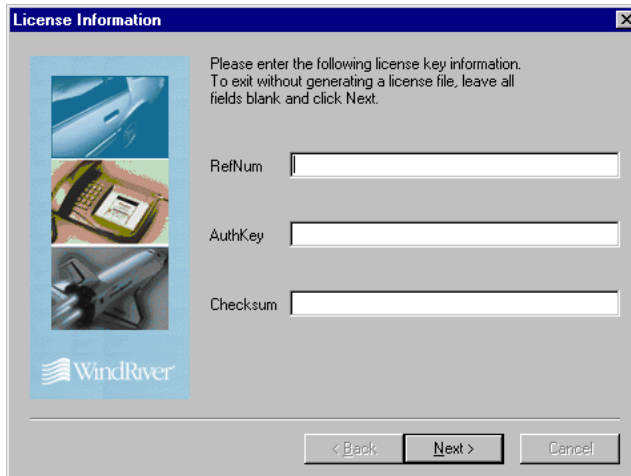 License Information
Please enter the following license key information.
To exit without generating a license file, leave all
fields blank and click Next.
RefNum
AuthKey
Checksum
WindRiver
< Back
Next >
Cancel